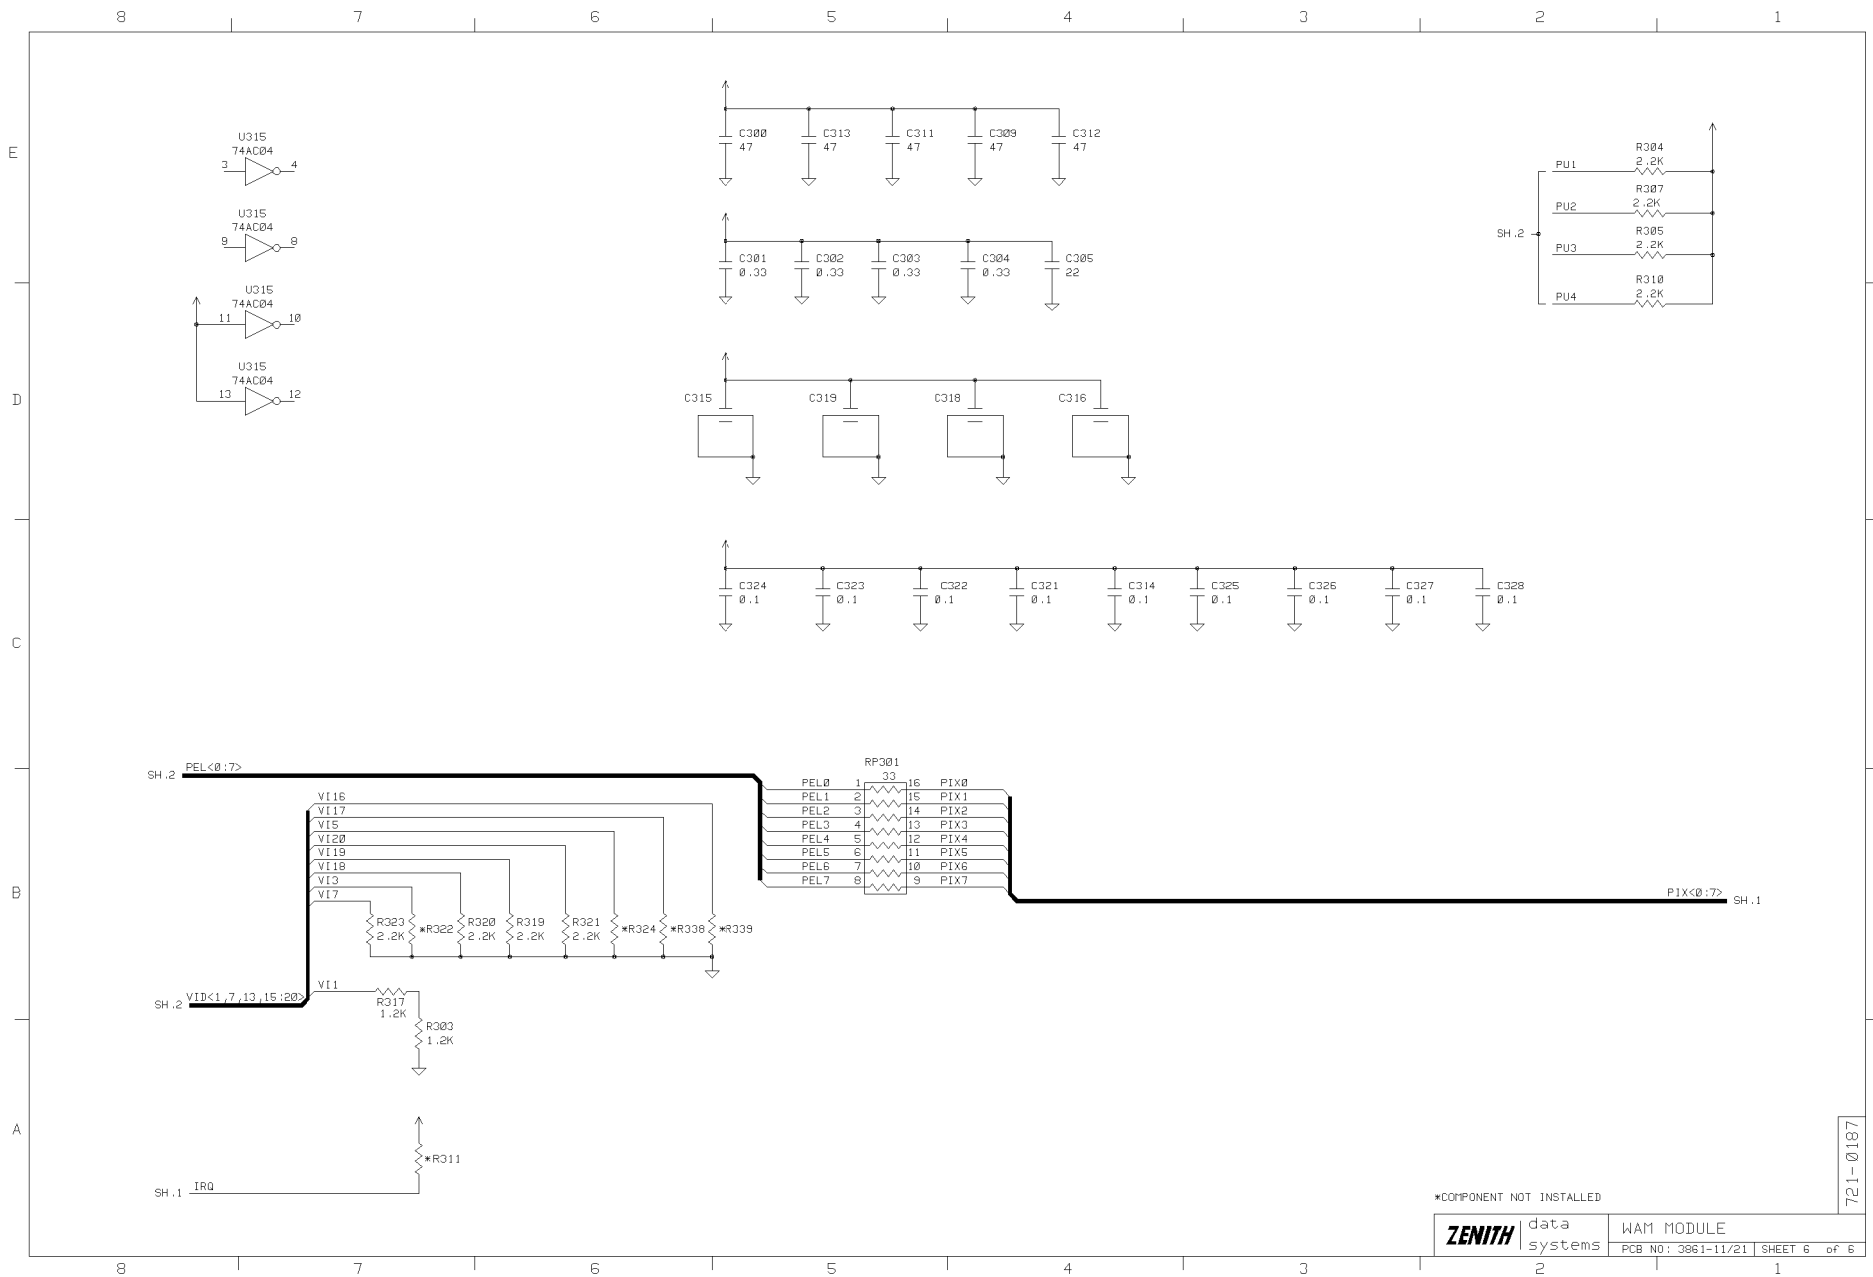 8 7 6 5 4 3 2 1
E
D
C
B
A
U315
74AC04
3 4
U315
74AC04
9 8
U315
74AC04
11 10
U315
74AC04
13 12
C300 C313 C311 C309 C312
47 47 47 47 47
C301 C302 C303 C304 C305
0.33 0.33 0.33 0.33 22
C315 C319 C318 C316
C324 C323 C322 C321 C314 C325 C326 C327 C328
0.1 0.1 0.1 0.1 0.1 0.1 0.1 0.1 0.1
SH.2
PU1 R304 2.2K
PU2 R307 2.2K
PU3 R305 2.2K
PU4 R310 2.2K
SH.2 PEL<0:7>
RP301
33
PEL0 1 16 PIX0
PEL1 2 15 PIX1
PEL2 3 14 PIX2
PEL3 4 13 PIX3
PEL4 5 12 PIX4
PEL5 6 11 PIX5
PEL6 7 10 PIX6
PEL7 8 9 PIX7
PIX<0:7> SH.1
VI16
VI17
VI5
VI20
VI19
VI18
VI3
VI7
R323 *R322 R320 R319 R321 *R324 *R338 *R339
2.2K 2.2K 2.2K 2.2K
SH.2 VID<1,7,13,15:20>
VI1
R317
1.2K
R303
1.2K
*R311
SH.1 IRQ
*COMPONENT NOT INSTALLED
721-0187
ZENITH data systems
WAM MODULE
PCB NO: 3861-11/21 SHEET 6 of 6
8 7 6 5 4 3 2 1